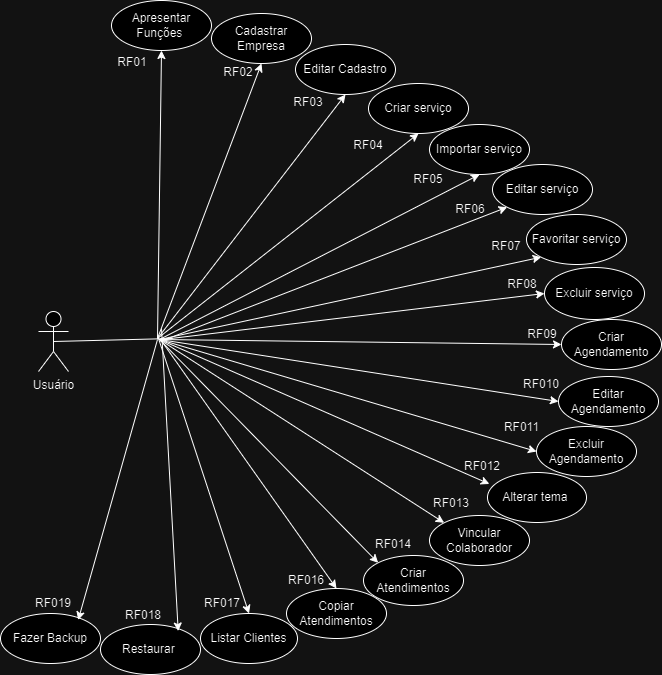 Apresentar
Funções
RF01
Cadastrar
Empresa
RF02
Editar Cadastro
RF03
Criar serviço
RF04
Importar serviço
RF05
Editar serviço
RF06
Favoritar serviço
RF07
Excluir serviço
RF08
Criar
Agendamento
RF09
Usuário
Editar
Agendamento
RF010
Excluir
Agendamento
RF011
Alterar tema
RF012
Vincular
Colaborador
RF013
Criar
Atendimentos
RF014
Copiar
Atendimentos
RF016
Listar Clientes
RF017
Restaurar
RF018
Fazer Backup
RF019